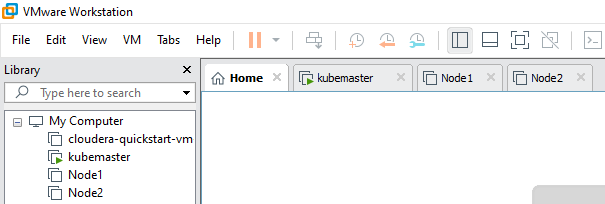 VMware Workstation
File Edit View VM Tabs Help
Library
Home kubemaster Node1 Node2
Type here to search
My Computer
cloudera-quickstart-vm
kubemaster
Node1
Node2